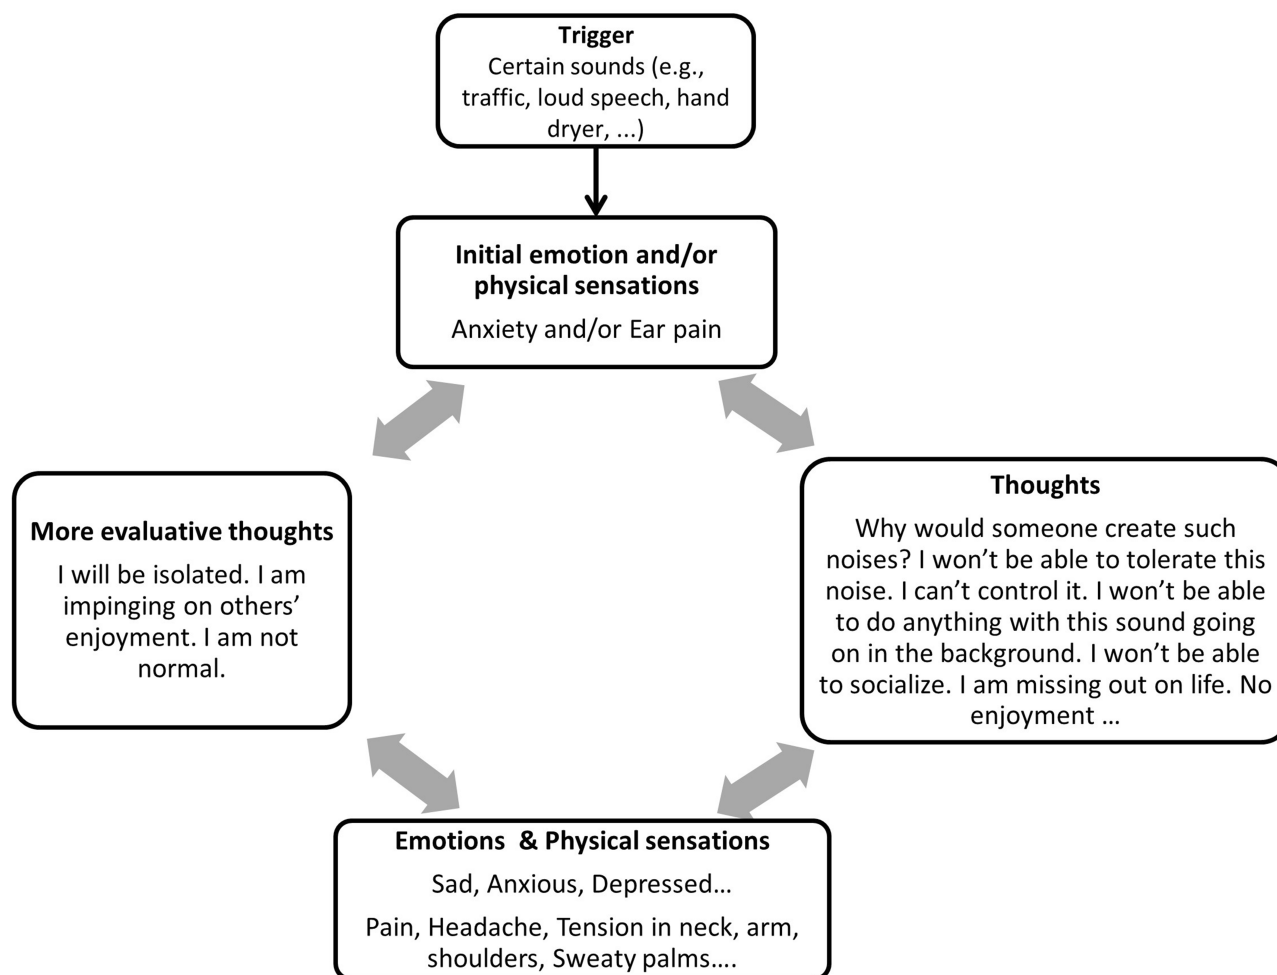 Trigger
Certain sounds (e.g.,
traffic, loud speech, hand
dryer, ...)
Initial emotion and/or
physical sensations
Anxiety and/or Ear pain
Thoughts
Why would someone create such
noises? I won’t be able to tolerate this
noise. I can’t control it. I won’t be able
to do anything with this sound going
on in the background. I won’t be able
to socialize. I am missing out on life. No
enjoyment …
More evaluative thoughts
I will be isolated. I am
impinging on others’
enjoyment. I am not
normal.
Emotions & Physical sensations
Sad, Anxious, Depressed…
Pain, Headache, Tension in neck, arm,
shoulders, Sweaty palms….